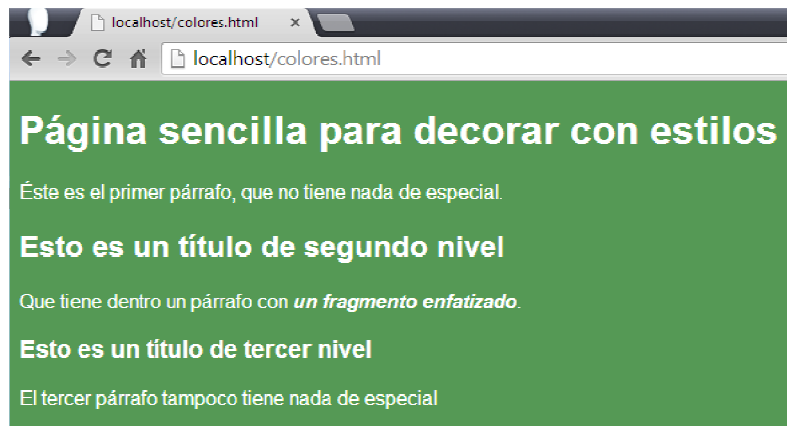 localhost/colores.html
localhost/colores.html
Página sencilla para decorar con estilos
Éste es el primer párrafo, que no tiene nada de especial.
Esto es un título de segundo nivel
Que tiene dentro un párrafo con un fragmento enfatizado.
Esto es un título de tercer nivel
El tercer párrafo tampoco tiene nada de especial